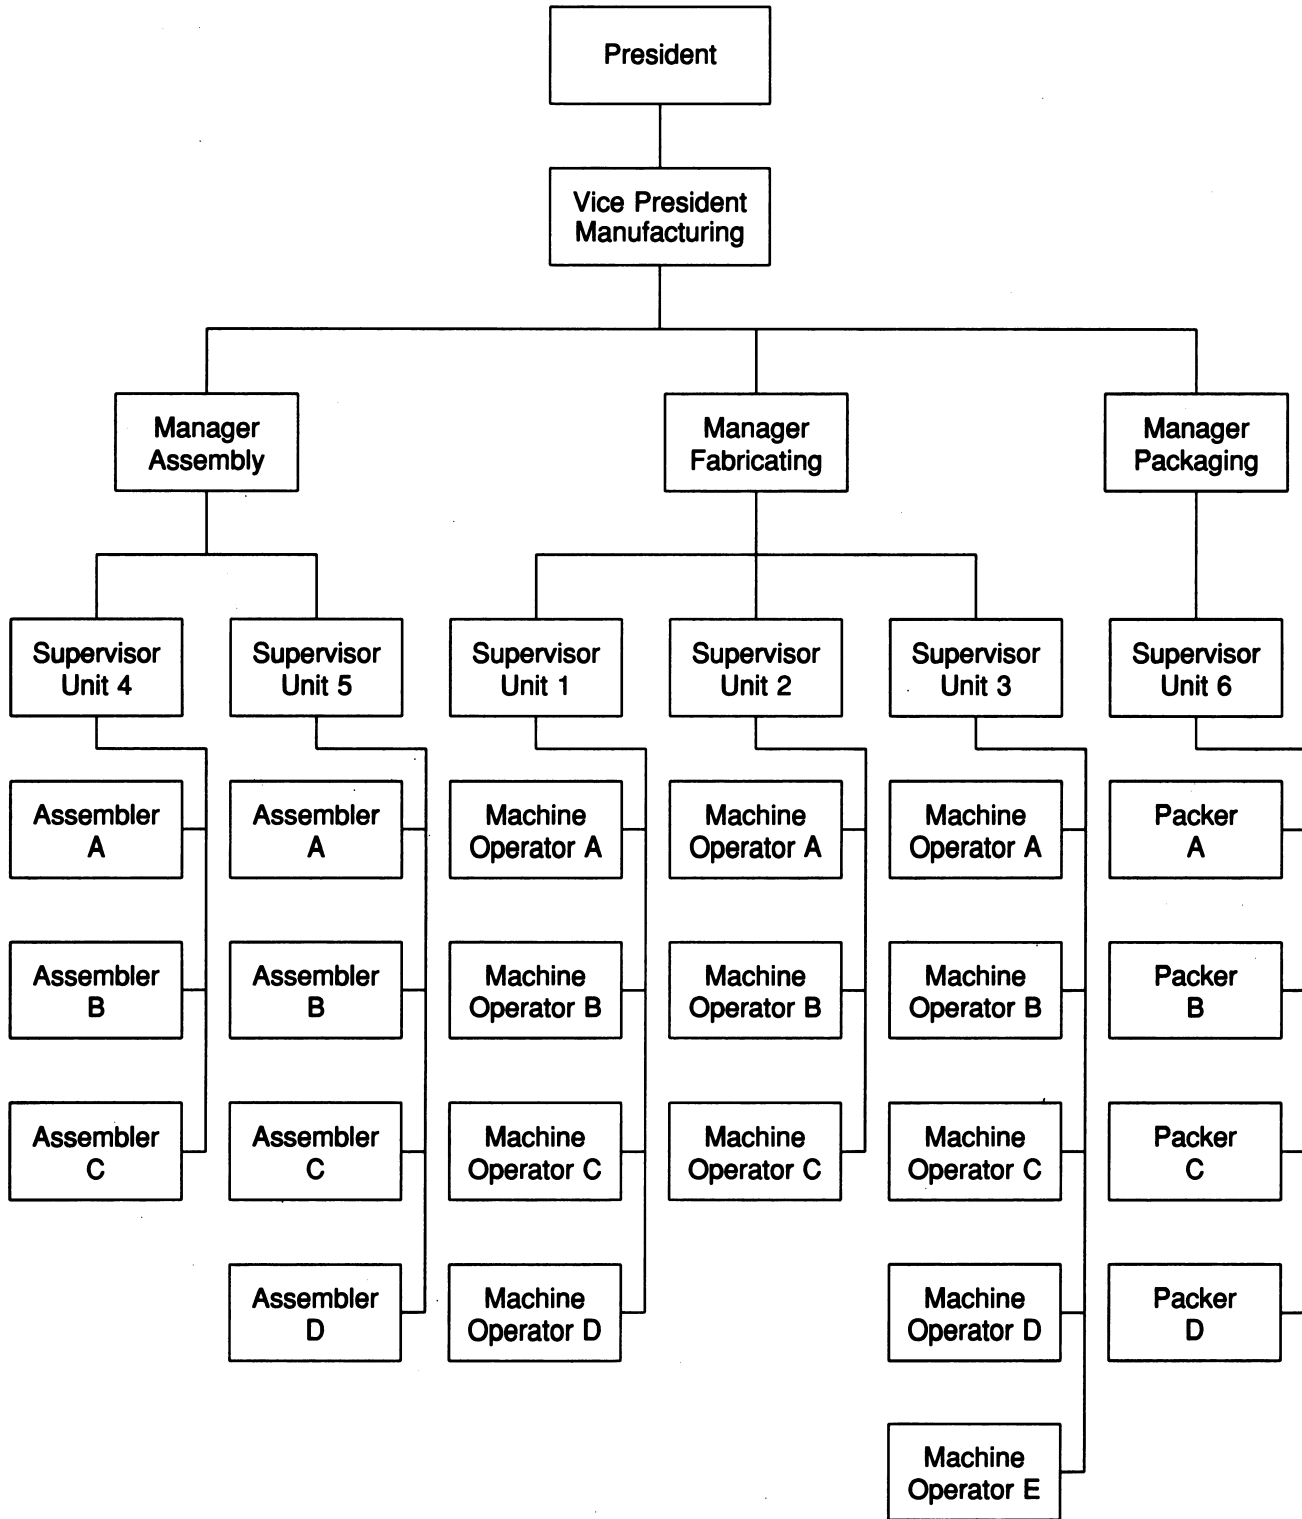 President
Vice President
Manufacturing
Manager
Assembly
Manager
Fabricating
Manager
Packaging
Supervisor
Unit 4
Supervisor
Unit 5
Supervisor
Unit 1
Supervisor
Unit 2
Supervisor
Unit 3
Supervisor
Unit 6
Assembler
A
Assembler
A
Machine
Operator A
Machine
Operator A
Machine
Operator A
Packer
A
Assembler
B
Assembler
B
Machine
Operator B
Machine
Operator B
Machine
Operator B
Packer
B
Assembler
C
Assembler
C
Machine
Operator C
Machine
Operator C
Machine
Operator C
Packer
C
Assembler
D
Machine
Operator D
Machine
Operator D
Packer
D
Machine
Operator E